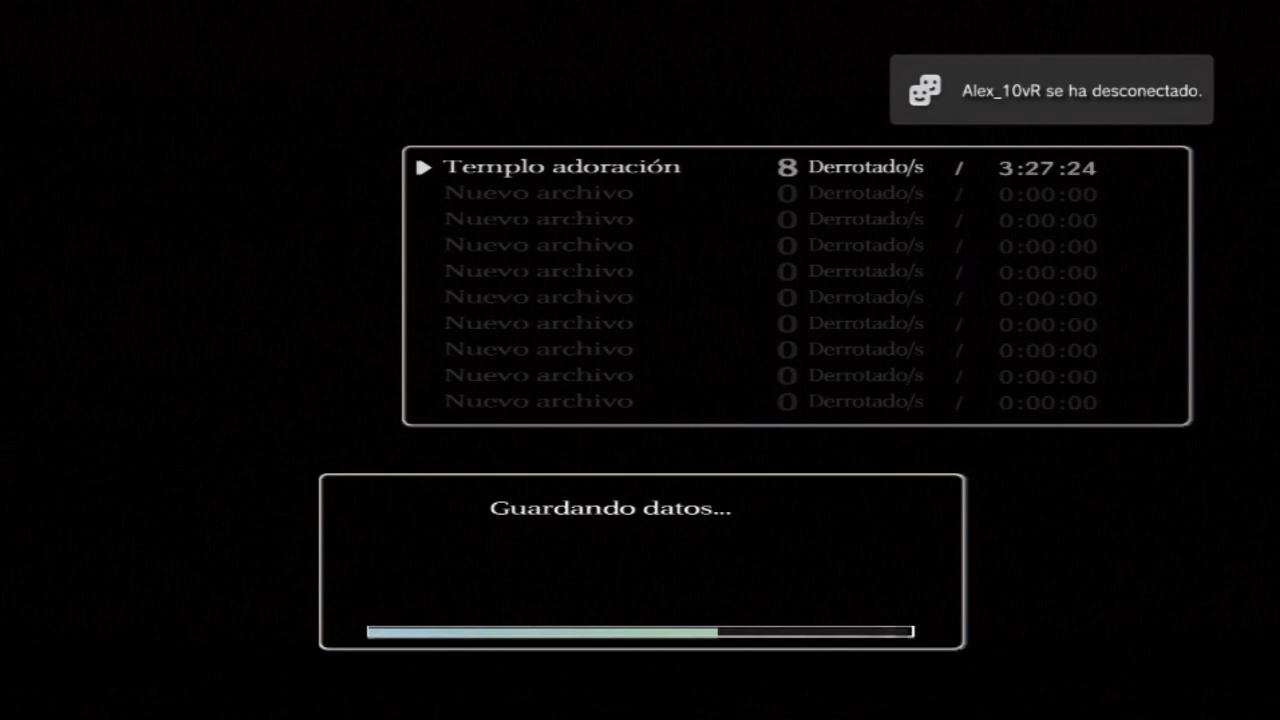 Alex_10vR se ha desconectado.
Templo adoración 8 Derrotado/s / 3:27:24
Nuevo archivo 0 Derrotado/s / 0:00:00
Nuevo archivo 0 Derrotado/s / 0:00:00
Nuevo archivo 0 Derrotado/s / 0:00:00
Nuevo archivo 0 Derrotado/s / 0:00:00
Nuevo archivo 0 Derrotado/s / 0:00:00
Nuevo archivo 0 Derrotado/s / 0:00:00
Nuevo archivo 0 Derrotado/s / 0:00:00
Nuevo archivo 0 Derrotado/s / 0:00:00
Nuevo archivo 0 Derrotado/s / 0:00:00
Guardando datos...